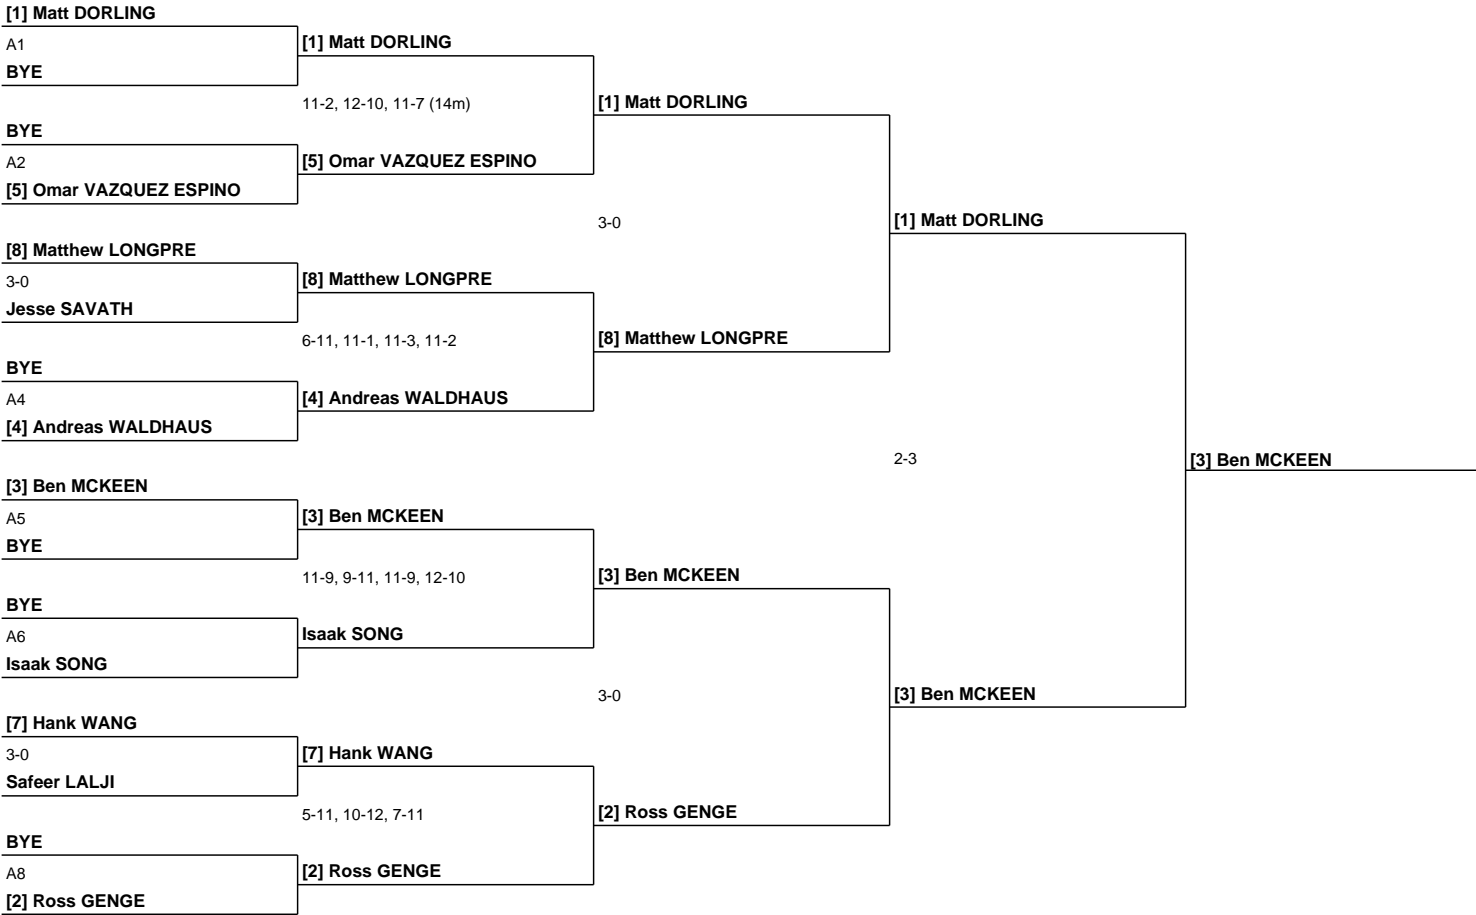 [1] Matt DORLING
A1
BYE
[1] Matt DORLING
11-2, 12-10, 11-7 (14m)
BYE
A2
[5] Omar VAZQUEZ ESPINO
[5] Omar VAZQUEZ ESPINO
[1] Matt DORLING
3-0
[8] Matthew LONGPRE
3-0
Jesse SAVATH
[8] Matthew LONGPRE
6-11, 11-1, 11-3, 11-2
BYE
A4
[4] Andreas WALDHAUS
[4] Andreas WALDHAUS
[8] Matthew LONGPRE
[1] Matt DORLING
2-3
[3] Ben MCKEEN
[3] Ben MCKEEN
A5
BYE
[3] Ben MCKEEN
11-9, 9-11, 11-9, 12-10
BYE
A6
Isaak SONG
Isaak SONG
[3] Ben MCKEEN
3-0
[7] Hank WANG
3-0
Safeer LALJI
[7] Hank WANG
5-11, 10-12, 7-11
BYE
A8
[2] Ross GENGE
[2] Ross GENGE
[2] Ross GENGE
[3] Ben MCKEEN